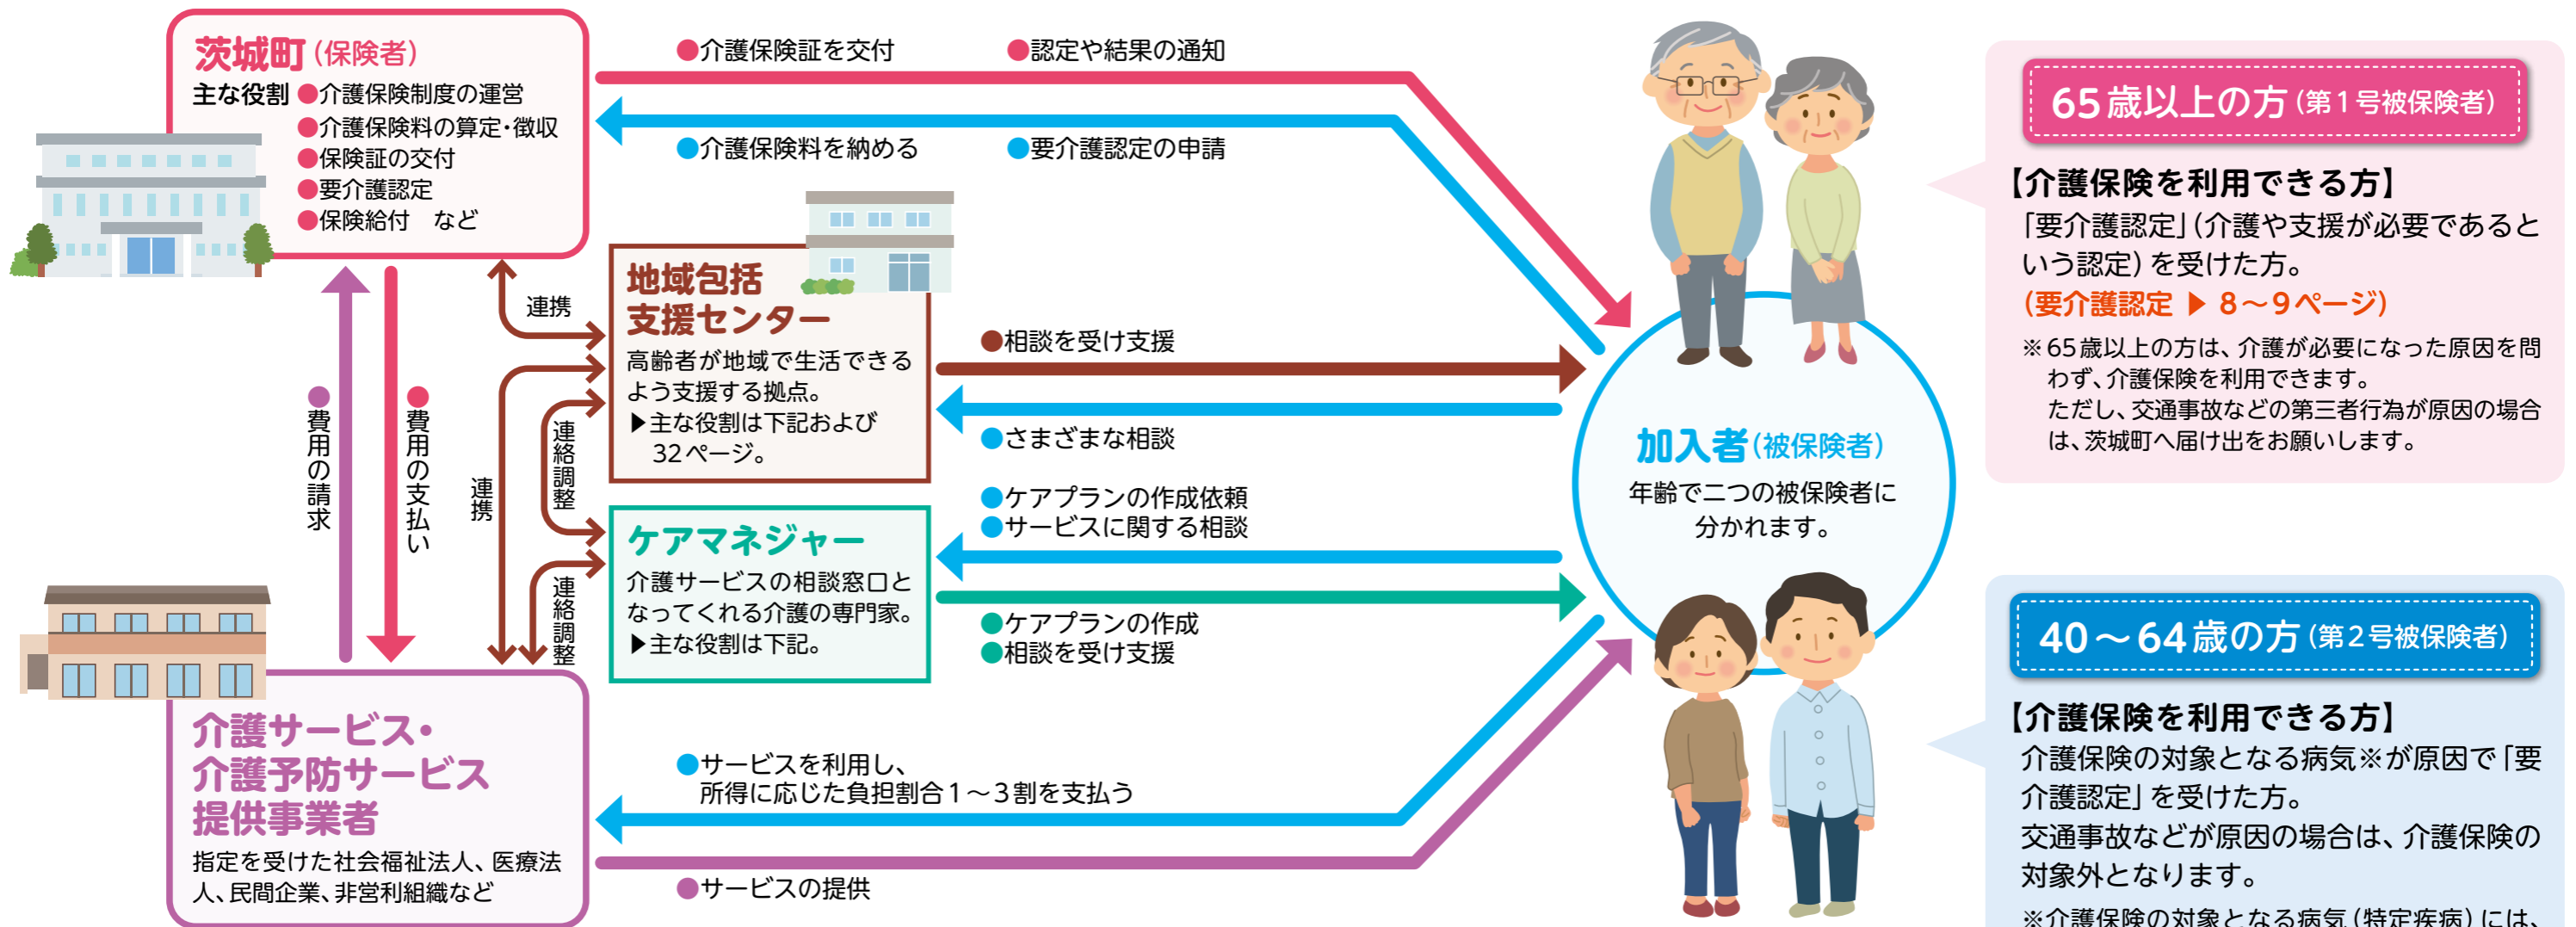 茨城町(保険者)
主な役割 ●介護保険制度の運営
●介護保険料の算定・徴収
●保険証の交付
●要介護認定
●保険給付　など
●介護保険証を交付
●認定や結果の通知
●介護保険料を納める
●要介護認定の申請
連携
地域包括
支援センター
高齢者が地域で生活できる
よう支援する拠点。
▶主な役割は下記および
32ページ。
●相談を受け支援
●さまざまな相談
●費用の請求
●費用の支払い
連携
連絡調整
連絡調整
ケアマネジャー
介護サービスの相談窓口と
なってくれる介護の専門家。
▶主な役割は下記。
●ケアプランの作成依頼
●サービスに関する相談
●ケアプランの作成
●相談を受け支援
介護サービス・
介護予防サービス
提供事業者
指定を受けた社会福祉法人、医療法
人、民間企業、非営利組織など
●サービスを利用し、
所得に応じた負担割合1～3割を支払う
●サービスの提供
加入者(被保険者)
年齢で二つの被保険者に
分かれます。
65歳以上の方(第1号被保険者)
【介護保険を利用できる方】
「要介護認定」(介護や支援が必要であると
いう認定)を受けた方。
(要介護認定 ▶ 8～9ページ)
※65歳以上の方は、介護が必要になった原因を問
わず、介護保険を利用できます。
ただし、交通事故などの第三者行為が原因の場合
は、茨城町へ届け出をお願いします。
40～64歳の方(第2号被保険者)
【介護保険を利用できる方】
介護保険の対象となる病気※が原因で「要
介護認定」を受けた方。
交通事故などが原因の場合は、介護保険の
対象外となります。
※介護保険の対象となる病気(特定疾病)には、